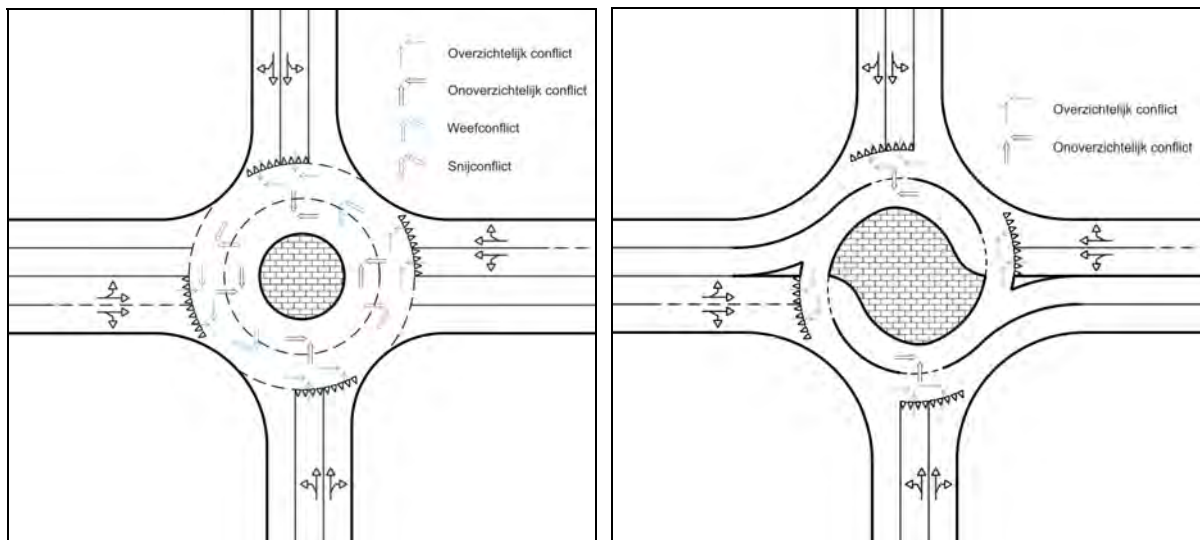 Overzichtelijk conflict
Onoverzichtelijk conflict
Weefconflict
Snijconflict
Overzichtelijk conflict
Onoverzichtelijk conflict